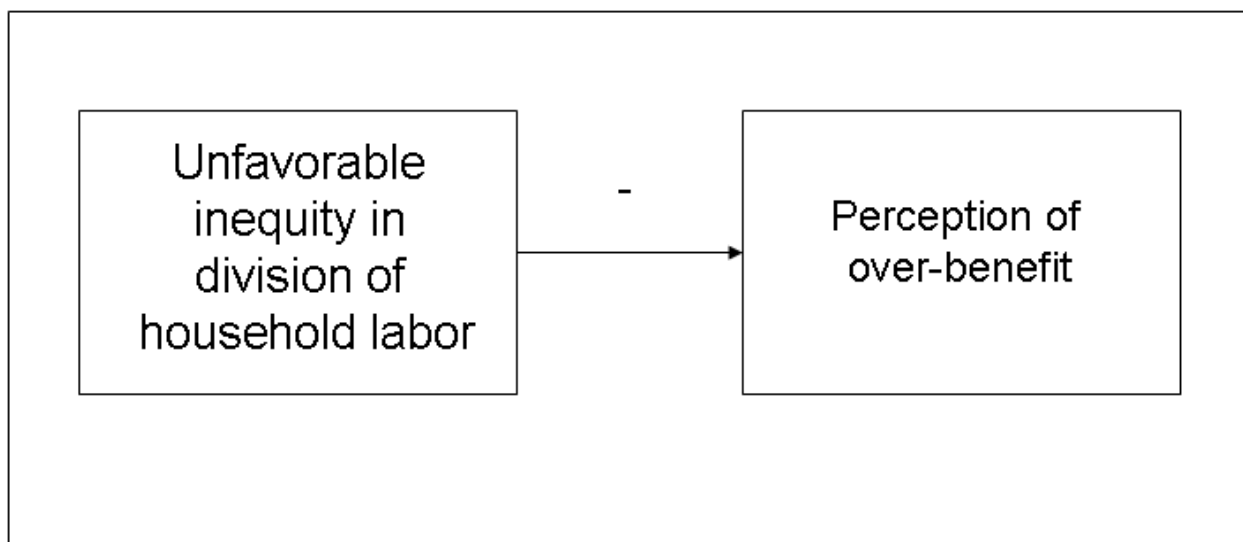 Unfavorable
inequity in
division of
household labor
-
Perception of
over-benefit